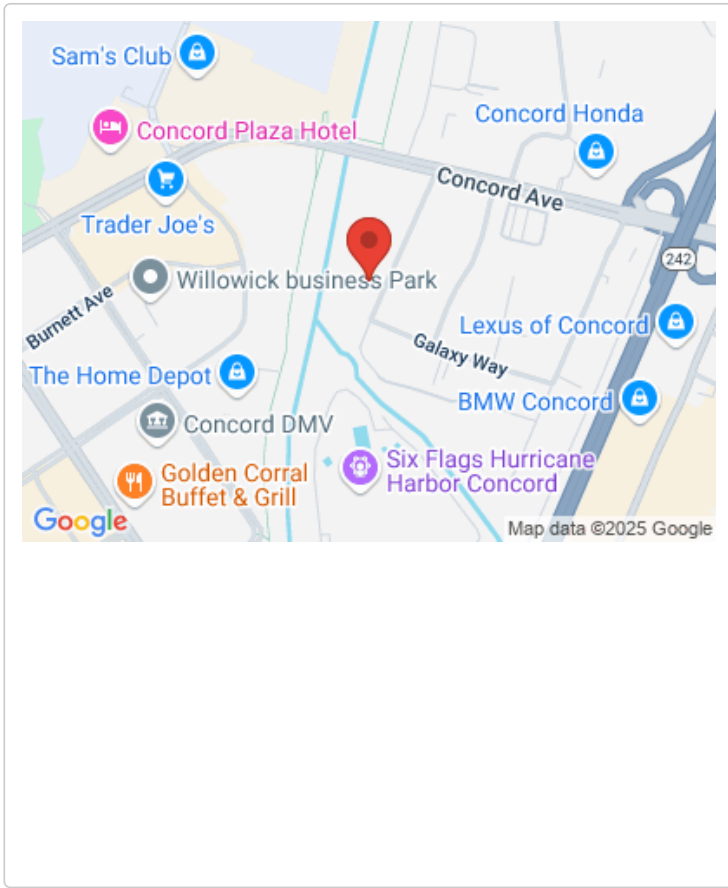 Sam's Club
Concord Plaza Hotel
Concord Honda
Concord Ave
Trader Joe's
242
Willowick business Park
Burnett Ave
Lexus of Concord
Galaxy Way
The Home Depot
BMW Concord
Concord DMV
Golden Corral
Buffet & Grill
Six Flags Hurricane
Harbor Concord
Google
Map data ©2025 Google